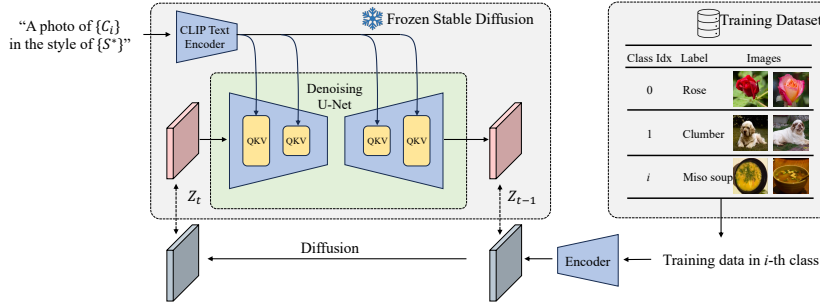 “A photo of {C_i}
in the style of {S*}”
CLIP Text
Encoder
Frozen Stable Diffusion
Denoising
U-Net
QKV
QKV
QKV
QKV
Z_t
Z_{t-1}
Diffusion
Encoder
Training data in i-th class
Training Dataset
Class Idx Label Images
0 Rose
1 Clumber
i Miso soup